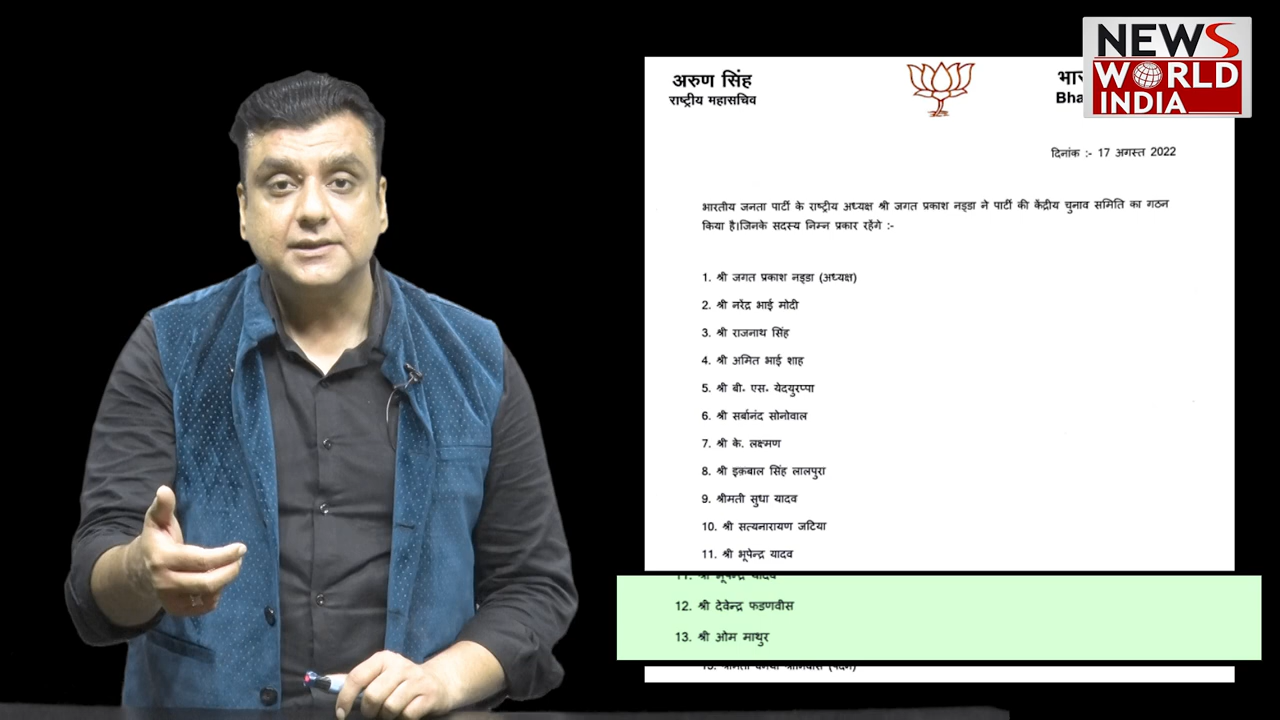 NEWS
WORLD
INDIA
अरुण सिंह
राष्ट्रीय महासचिव
भार
Bha
दिनांक :- 17 अगस्त 2022
भारतीय जनता पार्टी के राष्ट्रीय अध्यक्ष श्री जगत प्रकाश नड्डा ने पार्टी की केंद्रीय चुनाव समिति का गठन
किया है।जिनके सदस्य निम्न प्रकार रहेंगे :-
1. श्री जगत प्रकाश नड्डा (अध्यक्ष)
2. श्री नरेंद्र भाई मोदी
3. श्री राजनाथ सिंह
4. श्री अमित भाई शाह
5. श्री बी. एस. येदयुरप्पा
6. श्री सर्बानंद सोनोवाल
7. श्री के. लक्ष्मण
8. श्री इक़बाल सिंह लालपुरा
9. श्रीमती सुधा यादव
10. श्री सत्यनारायण जटिया
11. श्री भूपेन्द्र यादव
11. श्री भूपेन्द्र यादव
12. श्री देवेन्द्र फडणवीस
13. श्री ओम माथुर